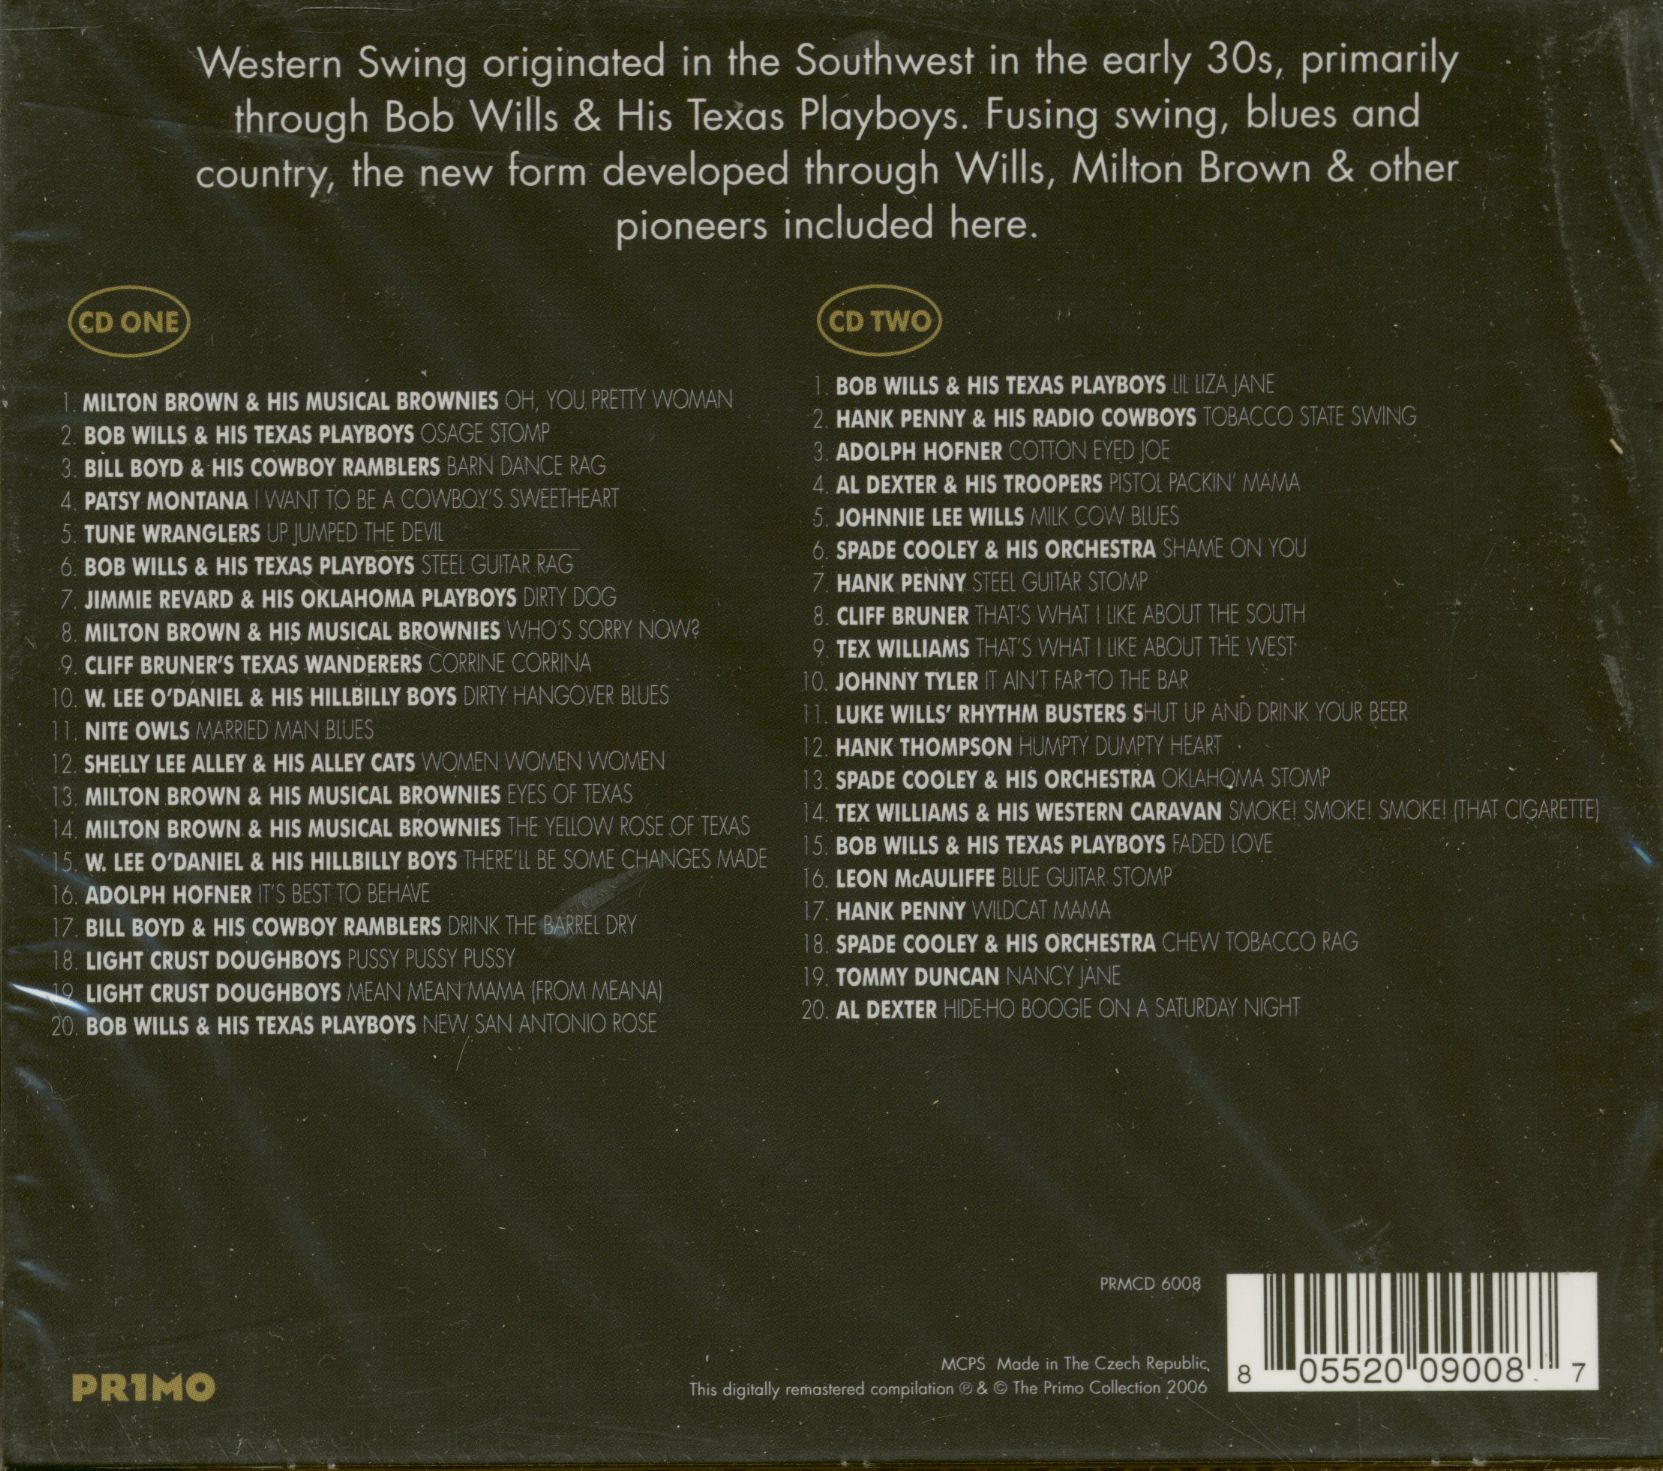 Western Swing originated in the Southwest in the early 30s, primarily
through Bob Wills & His Texas Playboys. Fusing swing, blues and
country, the new form developed through Wills, Milton Brown & other
pioneers included here.
CD ONE
1. MILTON BROWN & HIS MUSICAL BROWNIES OH, YOU PRETTY WOMAN
2. BOB WILLS & HIS TEXAS PLAYBOYS OSAGE STOMP
3. BILL BOYD & HIS COWBOY RAMBLERS BARN DANCE RAG
4. PATSY MONTANA I WANT TO BE A COWBOY'S SWEETHEART
5. TUNE WRANGLERS UP JUMPED THE DEVIL
6. BOB WILLS & HIS TEXAS PLAYBOYS STEEL GUITAR RAG
7. JIMMIE REVARD & HIS OKLAHOMA PLAYBOYS DIRTY DOG
8. MILTON BROWN & HIS MUSICAL BROWNIES WHO'S SORRY NOW?
9. CLIFF BRUNER'S TEXAS WANDERERS CORRINE CORRINA
10. W. LEE O'DANIEL & HIS HILLBILLY BOYS DIRTY HANGOVER BLUES
11. NITE OWLS MARRIED MAN BLUES
12. SHELLY LEE ALLEY & HIS ALLEY CATS WOMEN WOMEN WOMEN
13. MILTON BROWN & HIS MUSICAL BROWNIES EYES OF TEXAS
14. MILTON BROWN & HIS MUSICAL BROWNIES THE YELLOW ROSE OF TEXAS
15. W. LEE O'DANIEL & HIS HILLBILLY BOYS THERE'LL BE SOME CHANGES MADE
16. ADOLPH HOFNER IT'S BEST TO BEHAVE
17. BILL BOYD & HIS COWBOY RAMBLERS DRINK THE BARREL DRY
18. LIGHT CRUST DOUGHBOYS PUSSY PUSSY PUSSY
19. LIGHT CRUST DOUGHBOYS MEAN MEAN MAMA (FROM MEANA)
20. BOB WILLS & HIS TEXAS PLAYBOYS NEW SAN ANTONIO ROSE
CD TWO
1. BOB WILLS & HIS TEXAS PLAYBOYS LIL LIZA JANE
2. HANK PENNY & HIS RADIO COWBOYS TOBACCO STATE SWING
3. ADOLPH HOFNER COTTON EYED JOE
4. AL DEXTER & HIS TROOPERS PISTOL PACKIN' MAMA
5. JOHNNIE LEE WILLS MILK COW BLUES
6. SPADE COOLEY & HIS ORCHESTRA SHAME ON YOU
7. HANK PENNY STEEL GUITAR STOMP
8. CLIFF BRUNER THAT'S WHAT I LIKE ABOUT THE SOUTH
9. TEX WILLIAMS THAT'S WHAT I LIKE ABOUT THE WEST
10. JOHNNY TYLER IT AIN'T FAR TO THE BAR
11. LUKE WILLS' RHYTHM BUSTERS SHUT UP AND DRINK YOUR BEER
12. HANK THOMPSON HUMPTY DUMPTY HEART
13. SPADE COOLEY & HIS ORCHESTRA OKLAHOMA STOMP
14. TEX WILLIAMS & HIS WESTERN CARAVAN SMOKE! SMOKE! SMOKE! (THAT CIGARETTE)
15. BOB WILLS & HIS TEXAS PLAYBOYS FADED LOVE
16. LEON McAULIFFE BLUE GUITAR STOMP
17. HANK PENNY WILDCAT MAMA
18. SPADE COOLEY & HIS ORCHESTRA CHEW TOBACCO RAG
19. TOMMY DUNCAN NANCY JANE
20. AL DEXTER HIDE-HO BOOGIE ON A SATURDAY NIGHT
PRMCD 6008
MCPS Made in The Czech Republic
This digitally remastered compilation ℗ & © The Primo Collection 2006
8 05520 09008 7
PR1MO